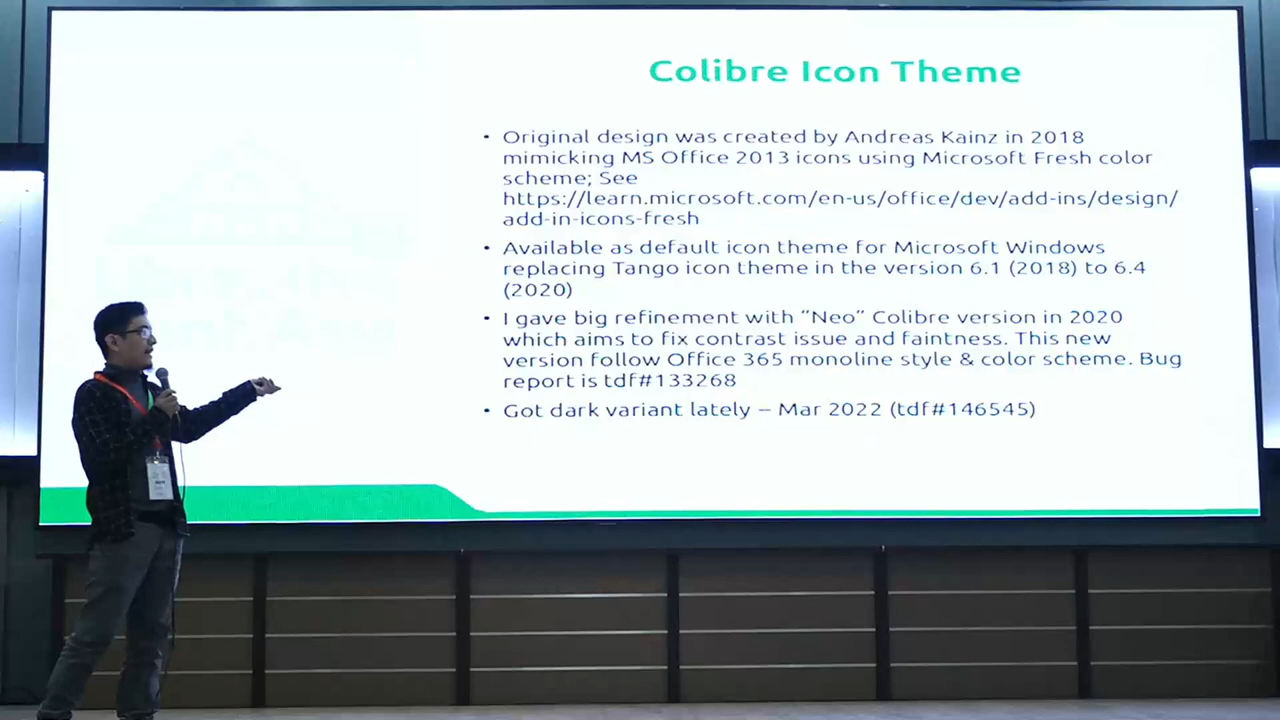 Colibre Icon Theme
• Original design was created by Andreas Kainz in 2018
mimicking MS Office 2013 icons using Microsoft Fresh color
scheme; See
https://learn.microsoft.com/en-us/office/dev/add-ins/design/
add-in-icons-fresh
• Available as default icon theme for Microsoft Windows
replacing Tango icon theme in the version 6.1 (2018) to 6.4
(2020)
• I gave big refinement with “Neo” Colibre version in 2020
which aims to fix contrast issue and faintness. This new
version follow Office 365 monoline style & color scheme. Bug
report is tdf#133268
• Got dark variant lately – Mar 2022 (tdf#146545)